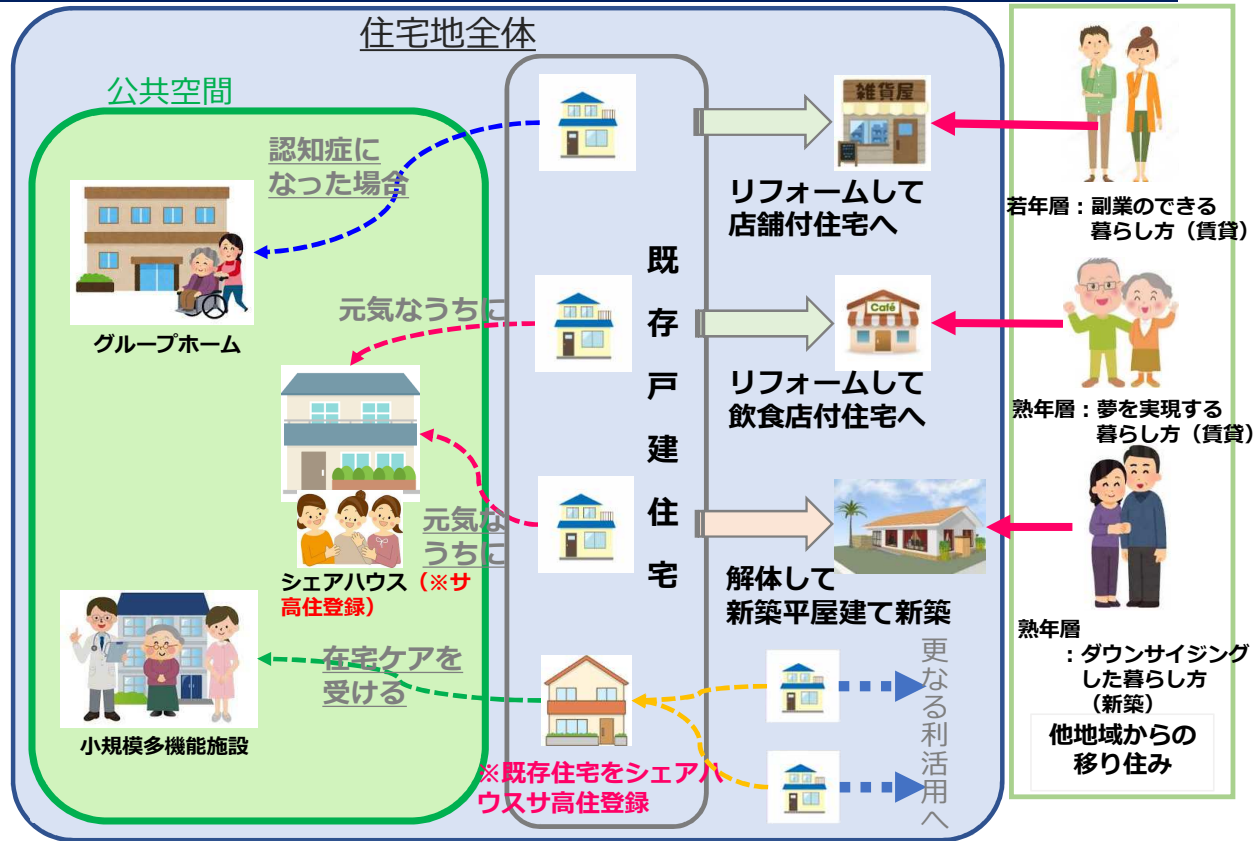 住宅地全体
公共空間
認知症に
なった場合
グループホーム
元気なうちに
シェアハウス（※サ
高住登録）
元気な
うちに
在宅ケアを
受ける
小規模多機能施設
既存戸建住宅
※既存住宅をシェアハ
ウスサ高住登録
雑貨屋
リフォームして
店舗付住宅へ
Café
リフォームして
飲食店付住宅へ
解体して
新築平屋建て新築
更なる利活用へ
若年層：副業のできる
暮らし方（賃貸）
熟年層：夢を実現する
暮らし方（賃貸）
熟年層
：ダウンサイジング
した暮らし方
（新築）
他地域からの
移り住み